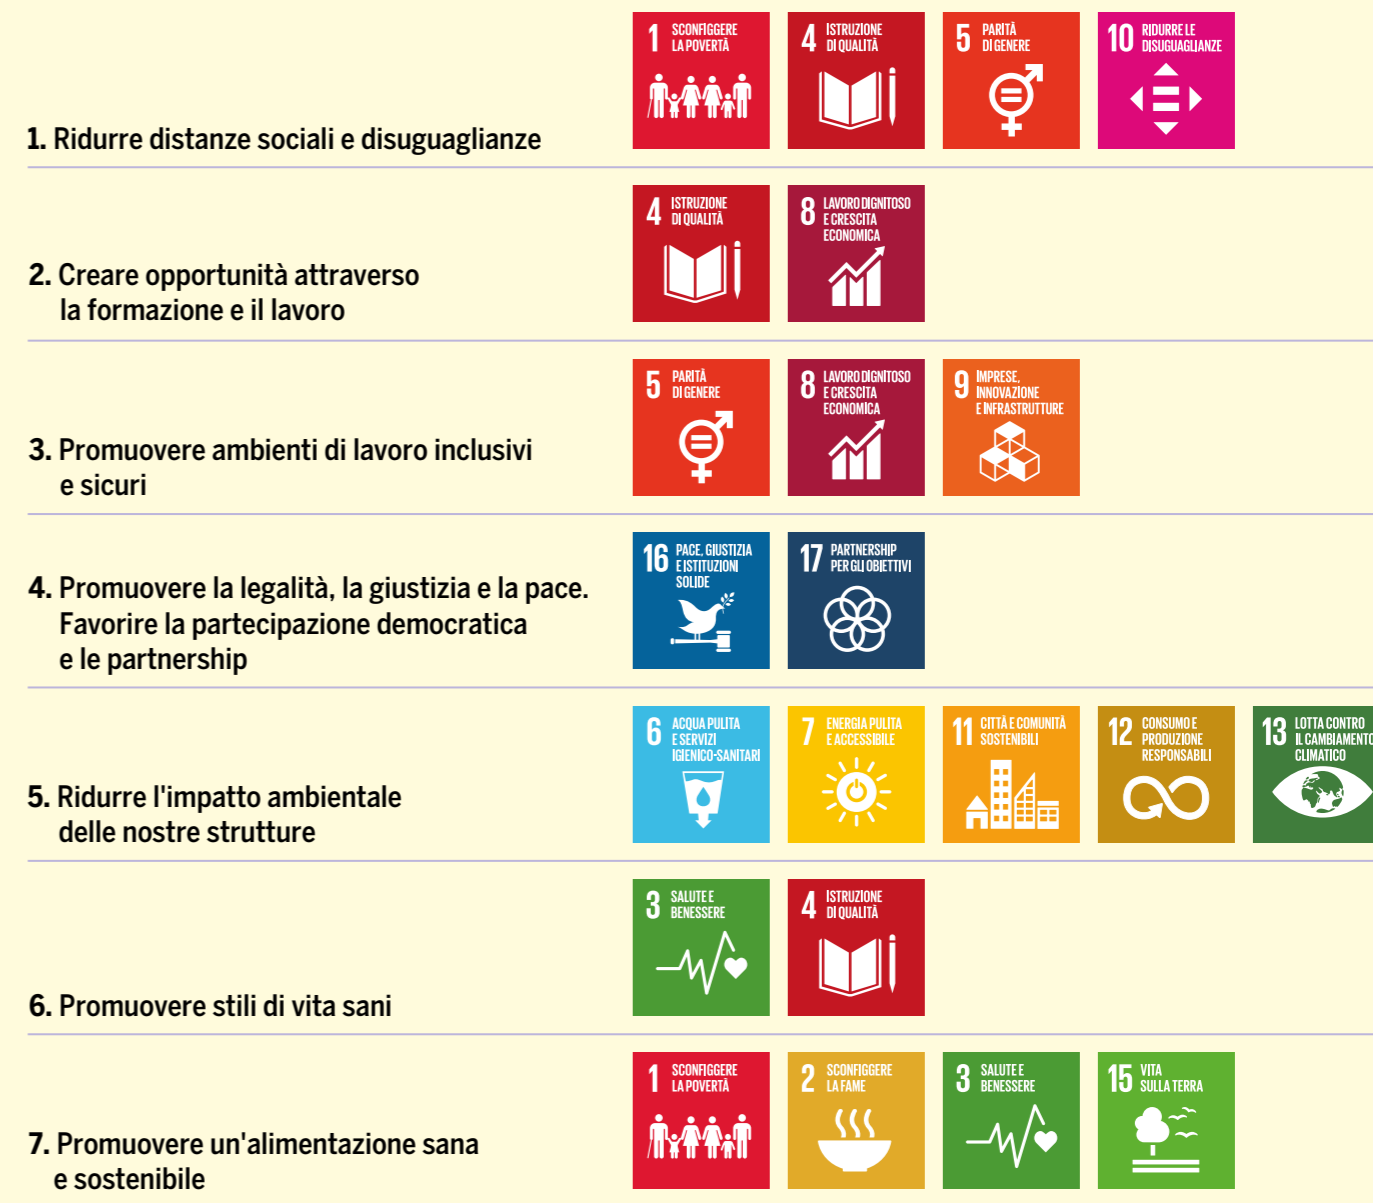 1 SCONFIGGERE
LA POVERTÀ
4 ISTRUZIONE
DI QUALITÀ
5 PARITÀ
DI GENERE
10 RIDURRE LE
DISUGUAGLIANZE
1. Ridurre distanze sociali e disuguaglianze
4 ISTRUZIONE
DI QUALITÀ
8 LAVORO DIGNITOSO
E CRESCITA
ECONOMICA
2. Creare opportunità attraverso
la formazione e il lavoro
5 PARITÀ
DI GENERE
8 LAVORO DIGNITOSO
E CRESCITA
ECONOMICA
9 IMPRESE,
INNOVAZIONE
E INFRASTRUTTURE
3. Promuovere ambienti di lavoro inclusivi
e sicuri
16 PACE, GIUSTIZIA
E ISTITUZIONI
SOLIDE
17 PARTNERSHIP
PER GLI OBIETTIVI
4. Promuovere la legalità, la giustizia e la pace.
Favorire la partecipazione democratica
e le partnership
6 ACQUA PULITA
E SERVIZI
IGIENICO-SANITARI
7 ENERGIA PULITA
E ACCESSIBILE
11 CITTÀ E COMUNITÀ
SOSTENIBILI
12 CONSUMO E
PRODUZIONE
RESPONSABILI
13 LOTTA CONTRO
IL CAMBIAMENTO
CLIMATICO
5. Ridurre l'impatto ambientale
delle nostre strutture
3 SALUTE E
BENESSERE
4 ISTRUZIONE
DI QUALITÀ
6. Promuovere stili di vita sani
1 SCONFIGGERE
LA POVERTÀ
2 SCONFIGGERE
LA FAME
3 SALUTE E
BENESSERE
15 VITA
SULLA TERRA
7. Promuovere un'alimentazione sana
e sostenibile